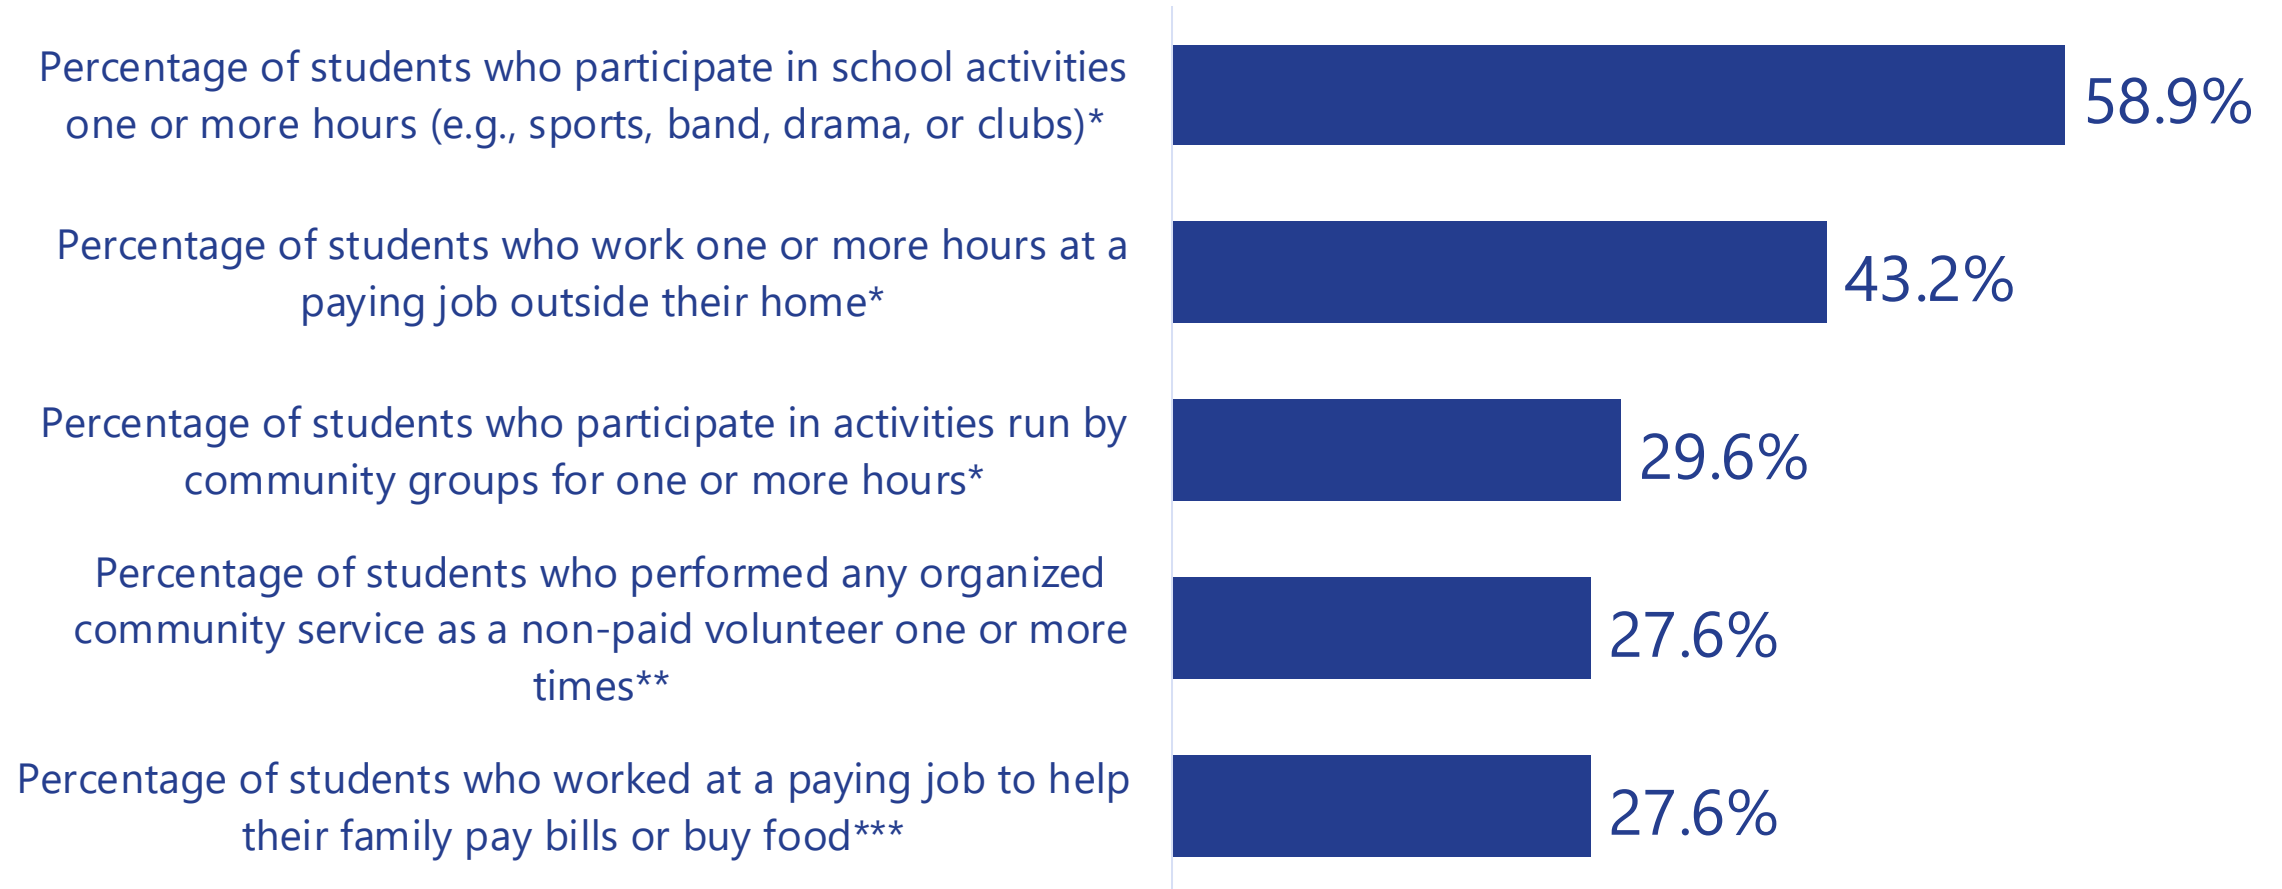 Percentage of students who participate in school activities
one or more hours (e.g., sports, band, drama, or clubs)*
58.9%
Percentage of students who work one or more hours at a
paying job outside their home*
43.2%
Percentage of students who participate in activities run by
community groups for one or more hours*
29.6%
Percentage of students who performed any organized
community service as a non-paid volunteer one or more
times**
27.6%
Percentage of students who worked at a paying job to help
their family pay bills or buy food***
27.6%